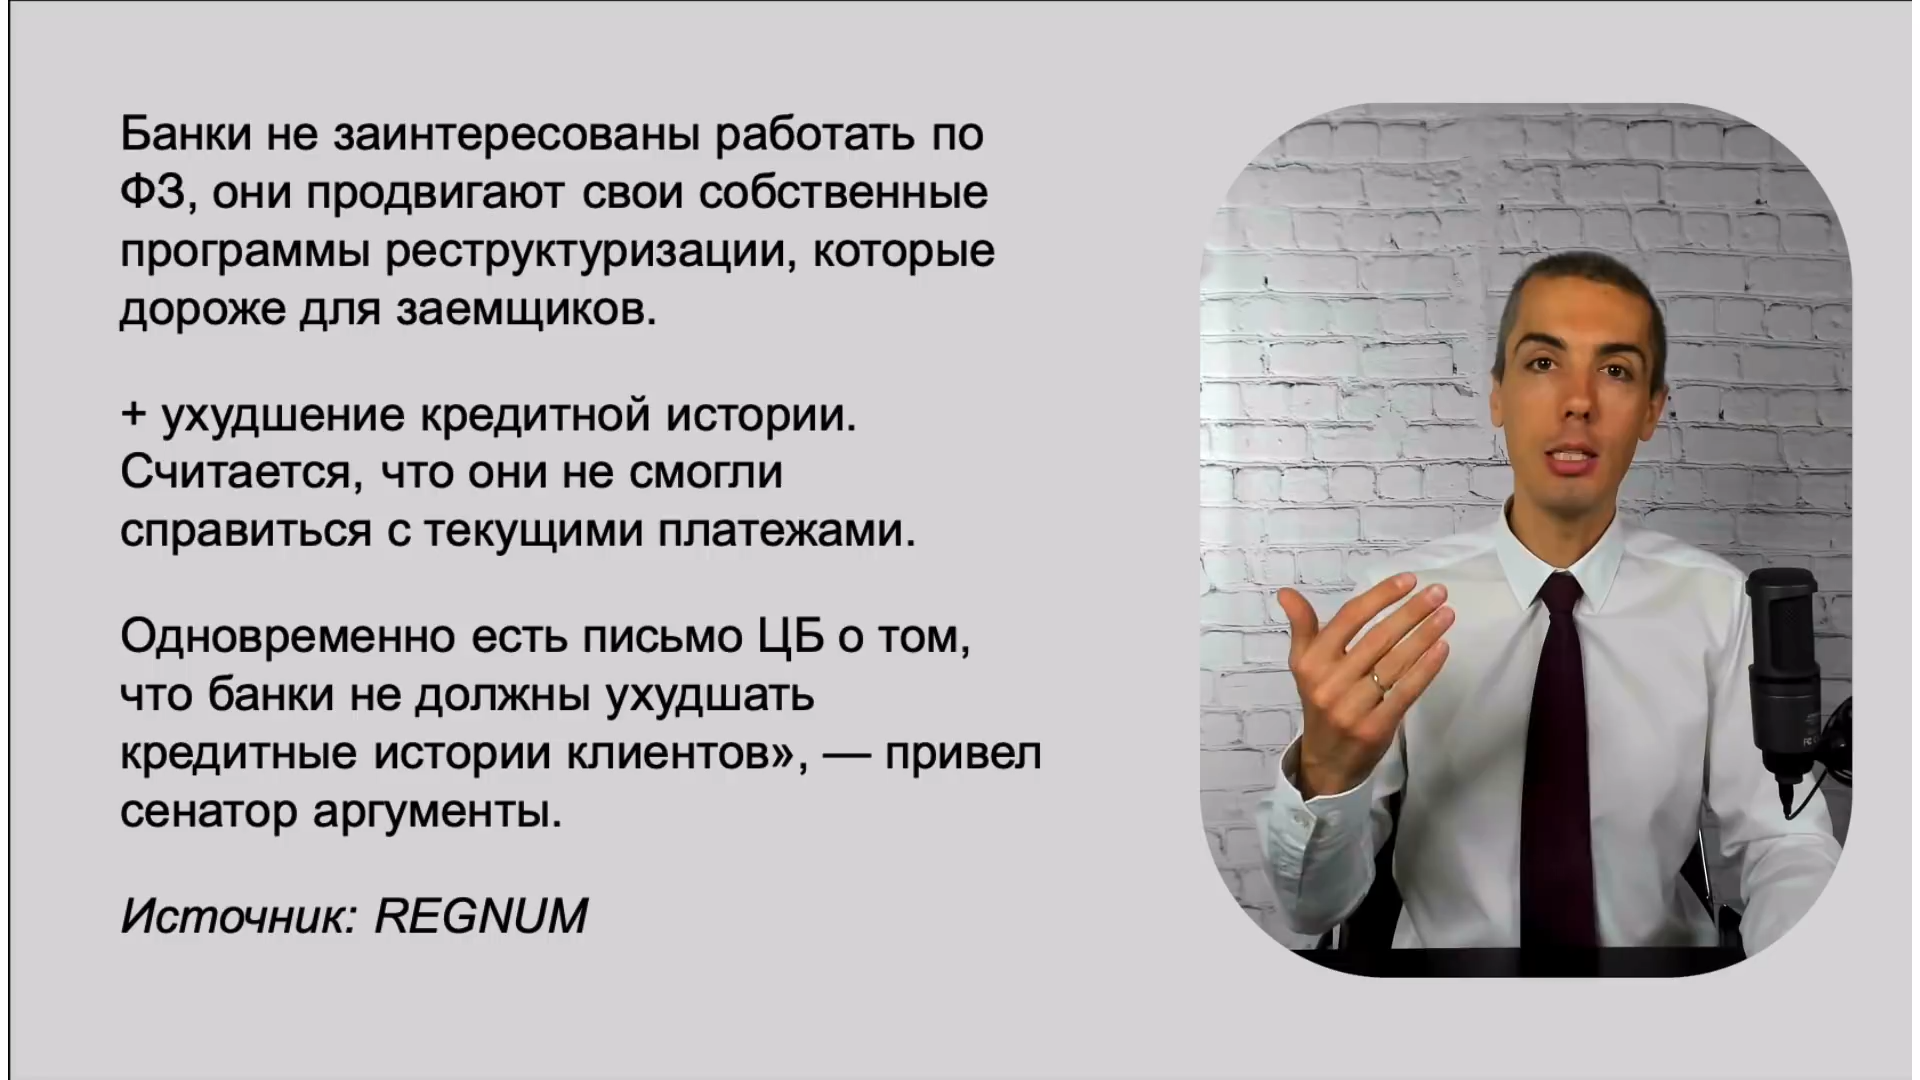 Банки не заинтересованы работать по
ФЗ, они продвигают свои собственные
программы реструктуризации, которые
дороже для заемщиков.
+ ухудшение кредитной истории.
Считается, что они не смогли
справиться с текущими платежами.
Одновременно есть письмо ЦБ о том,
что банки не должны ухудшать
кредитные истории клиентов», — привел
сенатор аргументы.
Источник: REGNUM